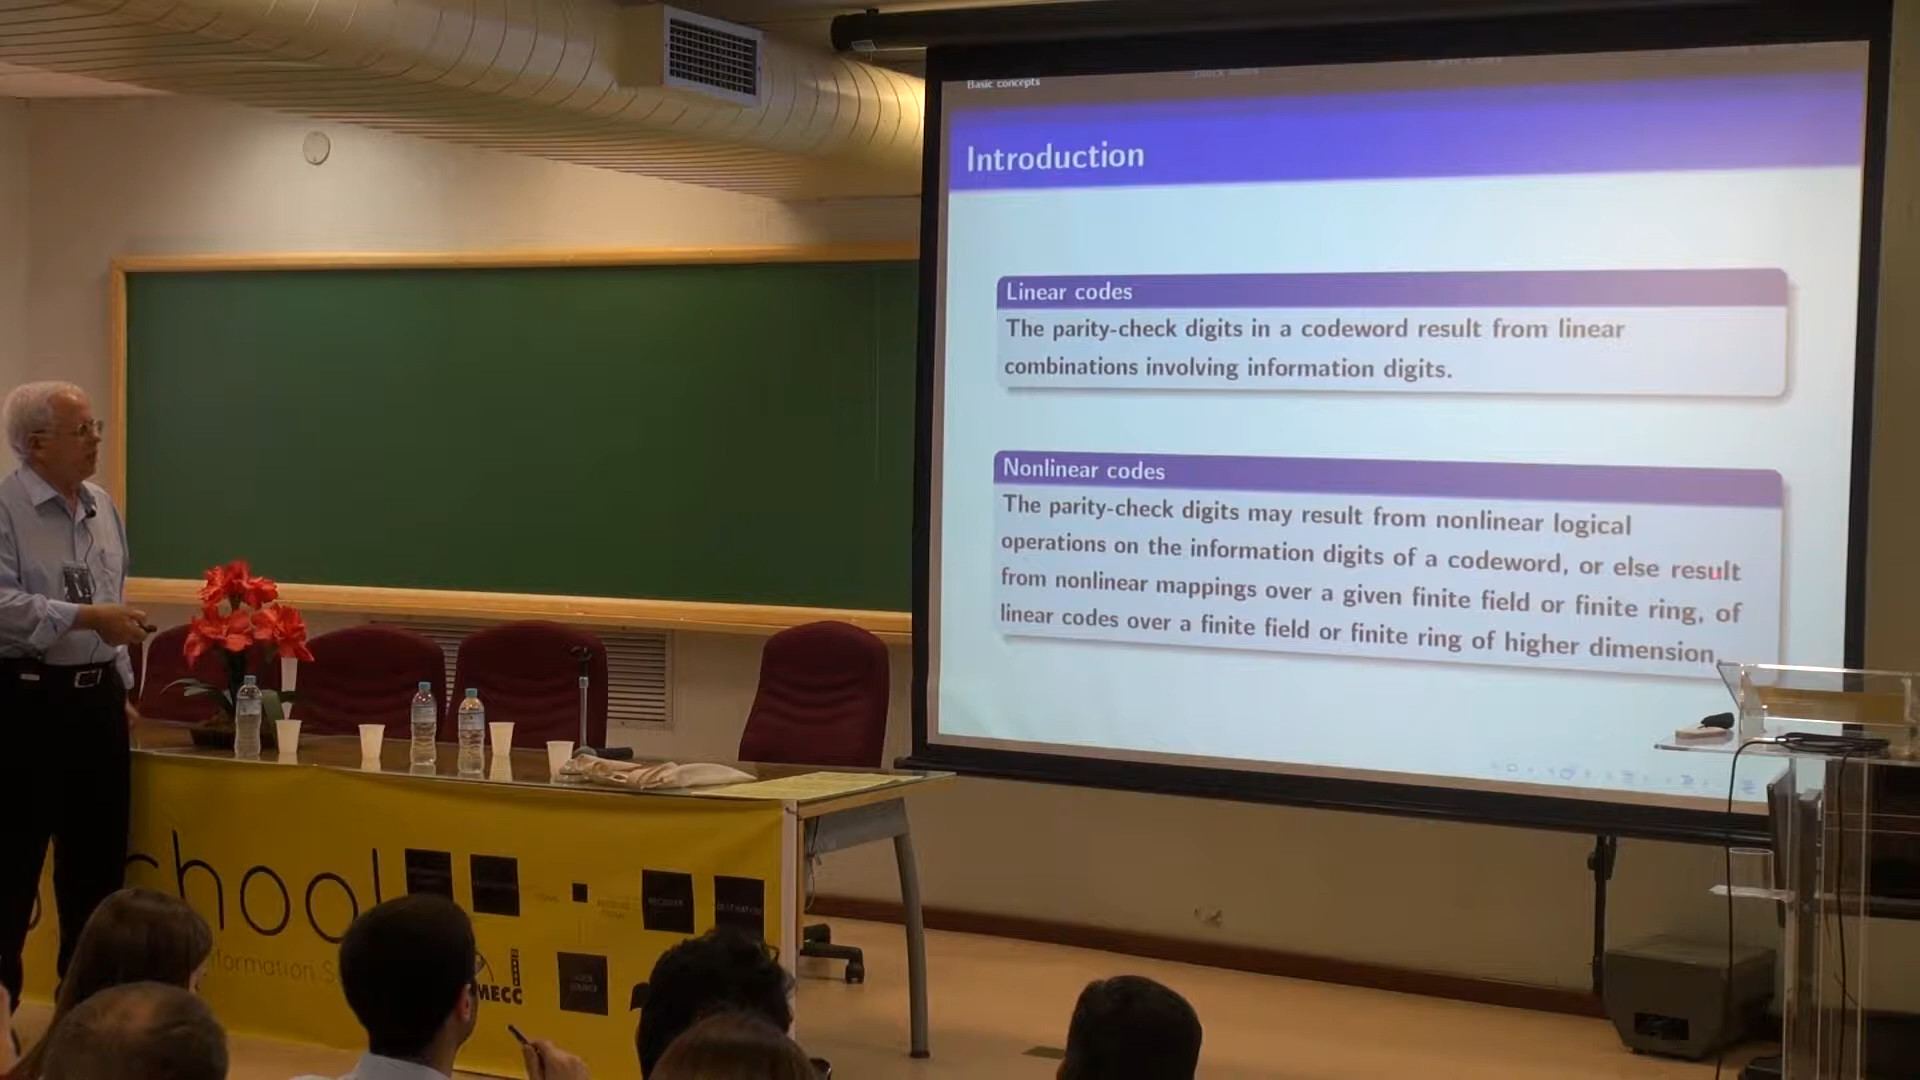 Basic concepts
Introduction
Linear codes
The parity-check digits in a codeword result from linear
combinations involving information digits.
Nonlinear codes
The parity-check digits may result from nonlinear logical
operations on the information digits of a codeword, or else result
from nonlinear mappings over a given finite field or finite ring, of
linear codes over a finite field or finite ring of higher dimension.
chool
nformation S
MECC
RECEIVER
DESTINATION